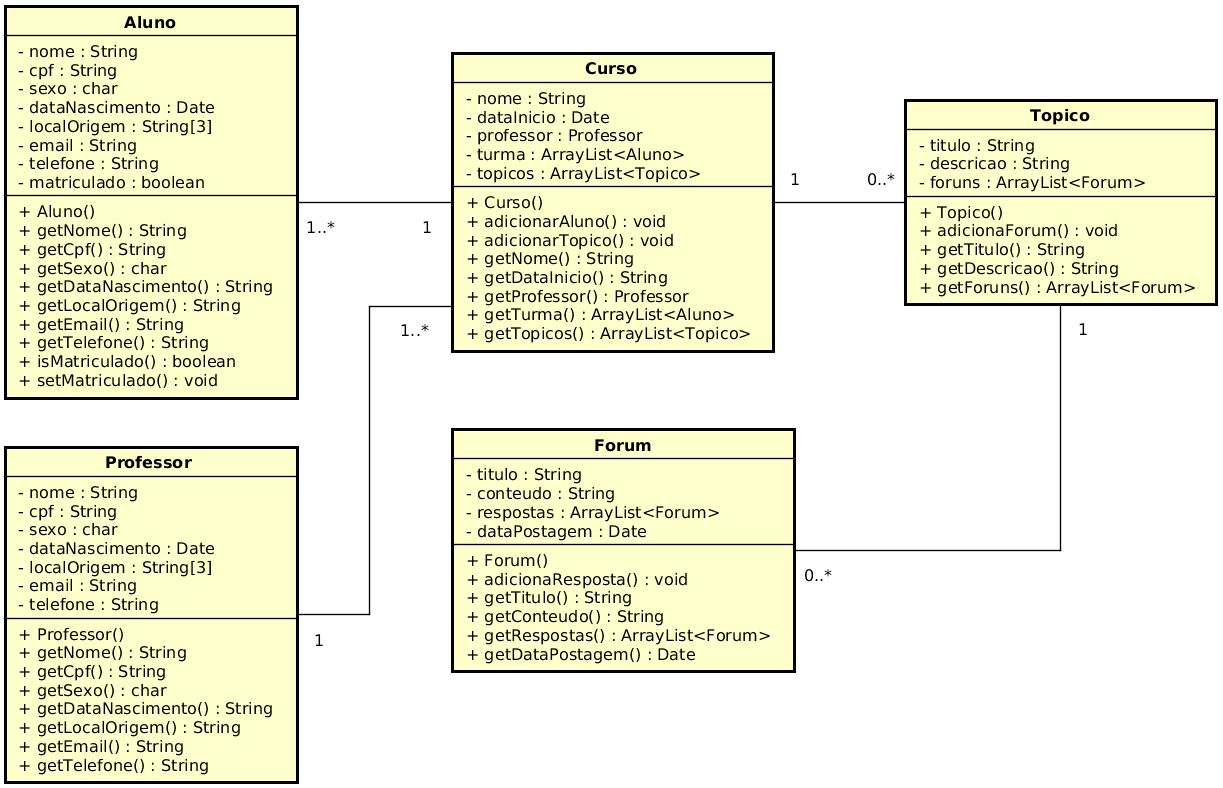 Aluno
- nome : String
- cpf : String
- sexo : char
- dataNascimento : Date
- localOrigem : String[3]
- email : String
- telefone : String
- matriculado : boolean
+ Aluno()
+ getNome() : String
+ getCpf() : String
+ getSexo() : char
+ getDataNascimento() : String
+ getLocalOrigem() : String
+ getEmail() : String
+ getTelefone() : String
+ isMatriculado() : boolean
+ setMatriculado() : void
1..*
1
Curso
- nome : String
- dataInicio : Date
- professor : Professor
- turma : ArrayList<Aluno>
- topicos : ArrayList<Topico>
+ Curso()
+ adicionarAluno() : void
+ adicionarTopico() : void
+ getNome() : String
+ getDataInicio() : String
+ getProfessor() : Professor
+ getTurma() : ArrayList<Aluno>
+ getTopicos() : ArrayList<Topico>
1
0..*
Topico
- titulo : String
- descricao : String
- foruns : ArrayList<Forum>
+ Topico()
+ adicionaForum() : void
+ getTitulo() : String
+ getDescricao() : String
+ getForuns() : ArrayList<Forum>
1..*
1
Professor
- nome : String
- cpf : String
- sexo : char
- dataNascimento : Date
- localOrigem : String[3]
- email : String
- telefone : String
+ Professor()
+ getNome() : String
+ getCpf() : String
+ getSexo() : char
+ getDataNascimento() : String
+ getLocalOrigem() : String
+ getEmail() : String
+ getTelefone() : String
1
Forum
- titulo : String
- conteudo : String
- respostas : ArrayList<Forum>
- dataPostagem : Date
+ Forum()
+ adicionaResposta() : void
+ getTitulo() : String
+ getConteudo() : String
+ getRespostas() : ArrayList<Forum>
+ getDataPostagem() : Date
0..*